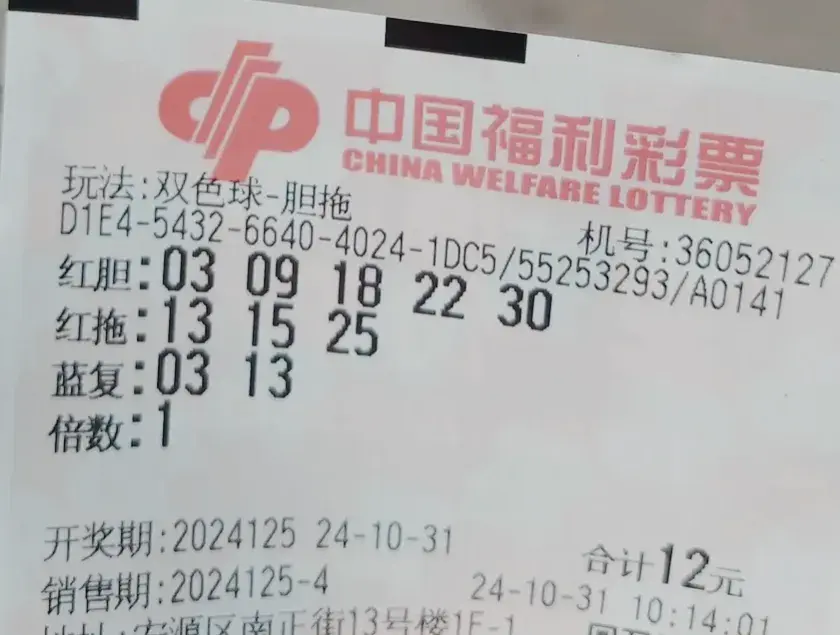 中国福利彩票
CHINA WELFARE LOTTERY
玩法:双色球-胆拖
机号:36052127
D1E4-5432-6640-4024-1DC5/55253293/A0141
红胆:03 09 18 22 30
红拖:13 15 25
蓝复:03 13
倍数:1
开奖期:2024125 24-10-31
合计12元
销售期:2024125-4
24-10-31 10:14:01
地址:安源区南正街13号楼1F-1